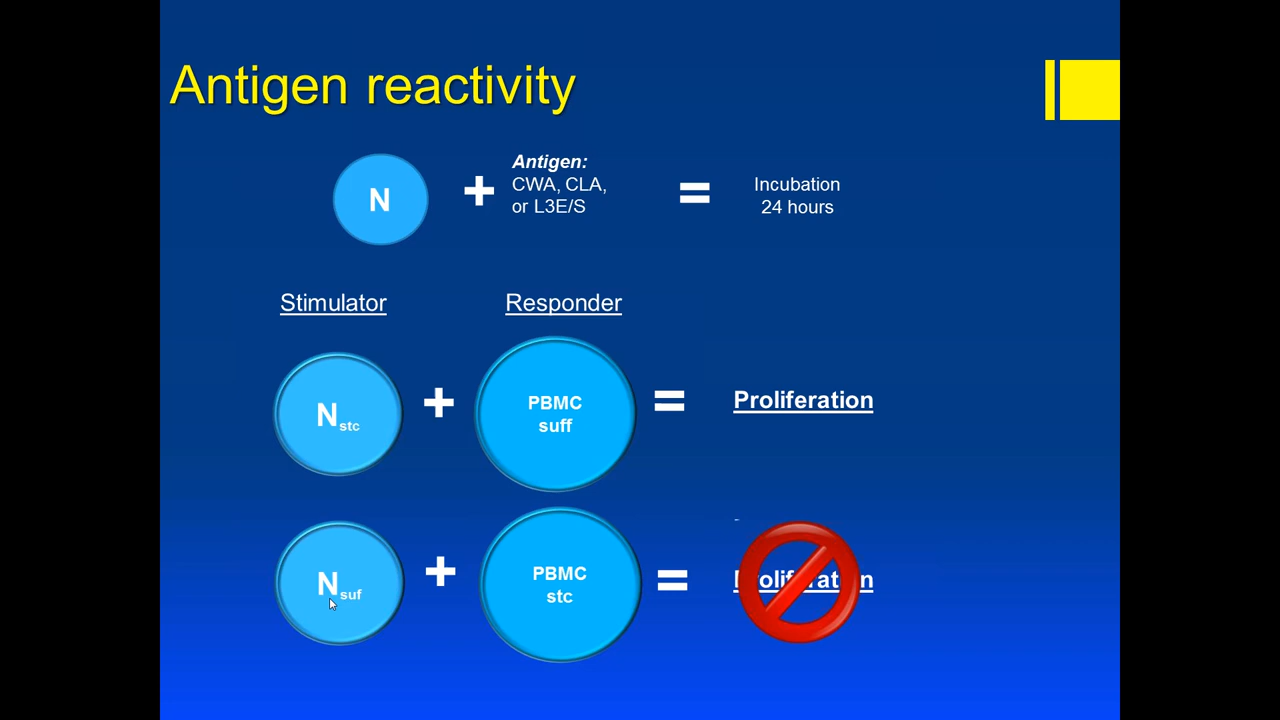 Antigen reactivity
N
+
Antigen:
CWA, CLA,
or L3E/S
=
Incubation
24 hours
Stimulator
Responder
Nstc
+
PBMC
suff
=
Proliferation
Nsuf
+
PBMC
stc
=
Proliferation